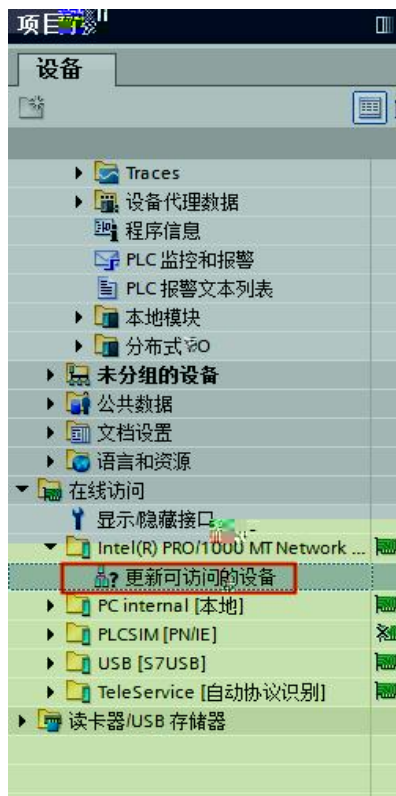 项目
设备
Traces
设备代理数据
程序信息
PLC 监控和报警
PLC 报警文本列表
本地模块
分布式 I/O
未分组的设备
公共数据
文档设置
语言和资源
在线访问
显示/隐藏接口
Intel(R) PRO/1000 MT Network ...
更新可访问的设备
PC internal [本地]
PLCSIM [PN/IE]
USB [S7USB]
TeleService [自动协议识别]
读卡器/USB 存储器